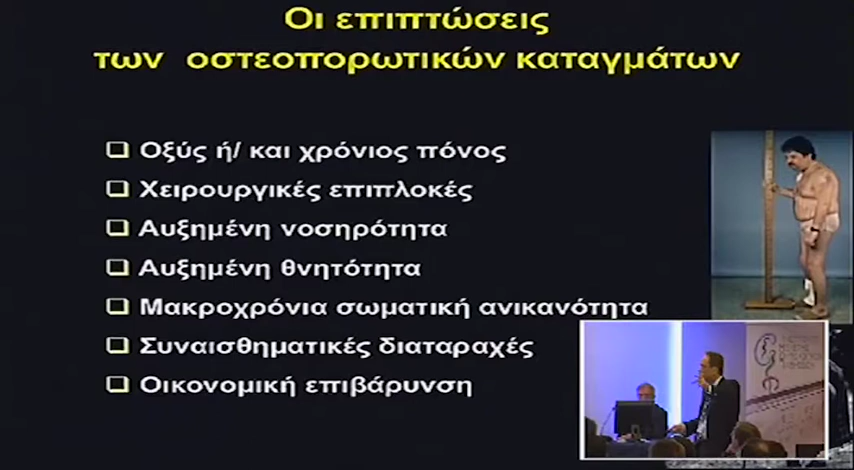 Οι επιπτώσεις
των οστεοπορωτικών καταγμάτων
Οξύς ή/ και χρόνιος πόνος
Χειρουργικές επιπλοκές
Αυξημένη νοσηρότητα
Αυξημένη θνητότητα
Μακροχρόνια σωματική ανικανότητα
Συναισθηματικές διαταραχές
Οικονομική επιβάρυνση